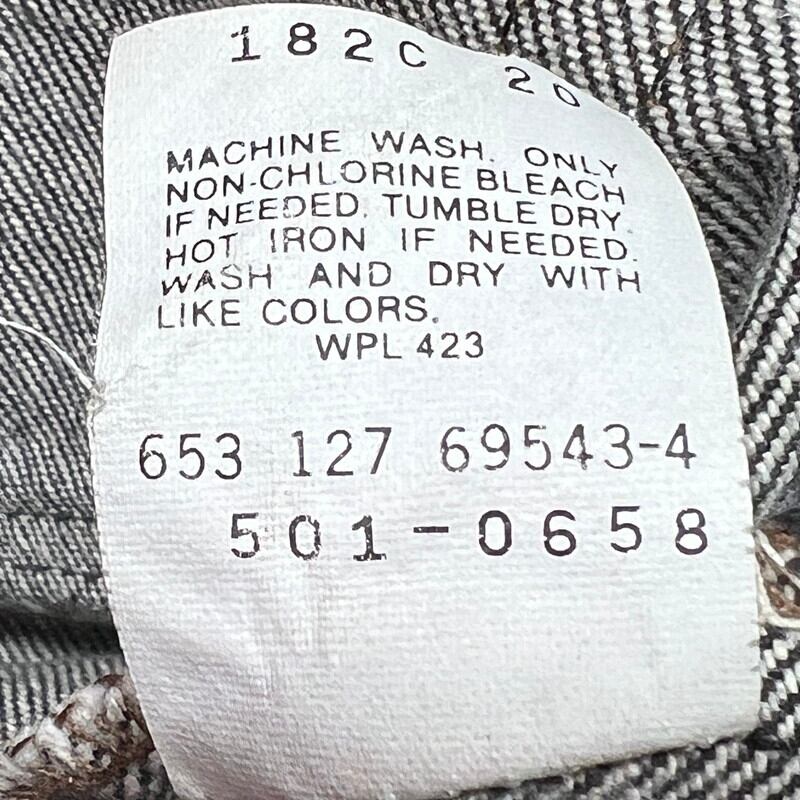 182C 20
MACHINE WASH. ONLY
NON-CHLORINE BLEACH
IF NEEDED. TUMBLE DRY.
HOT IRON IF NEEDED.
WASH AND DRY WITH
LIKE COLORS.
WPL 423
653 127 69543-4
501-0658